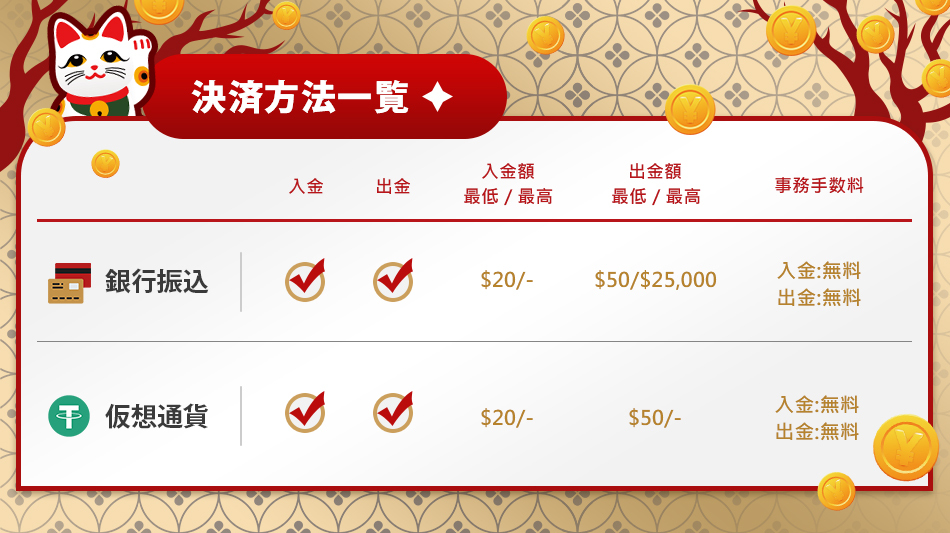 決済方法一覧
入金
出金
入金額
最低 / 最高
出金額
最低 / 最高
事務手数料
銀行振込
$20/-
$50/$25,000
入金:無料
出金:無料
仮想通貨
$20/-
$50/-
入金:無料
出金:無料